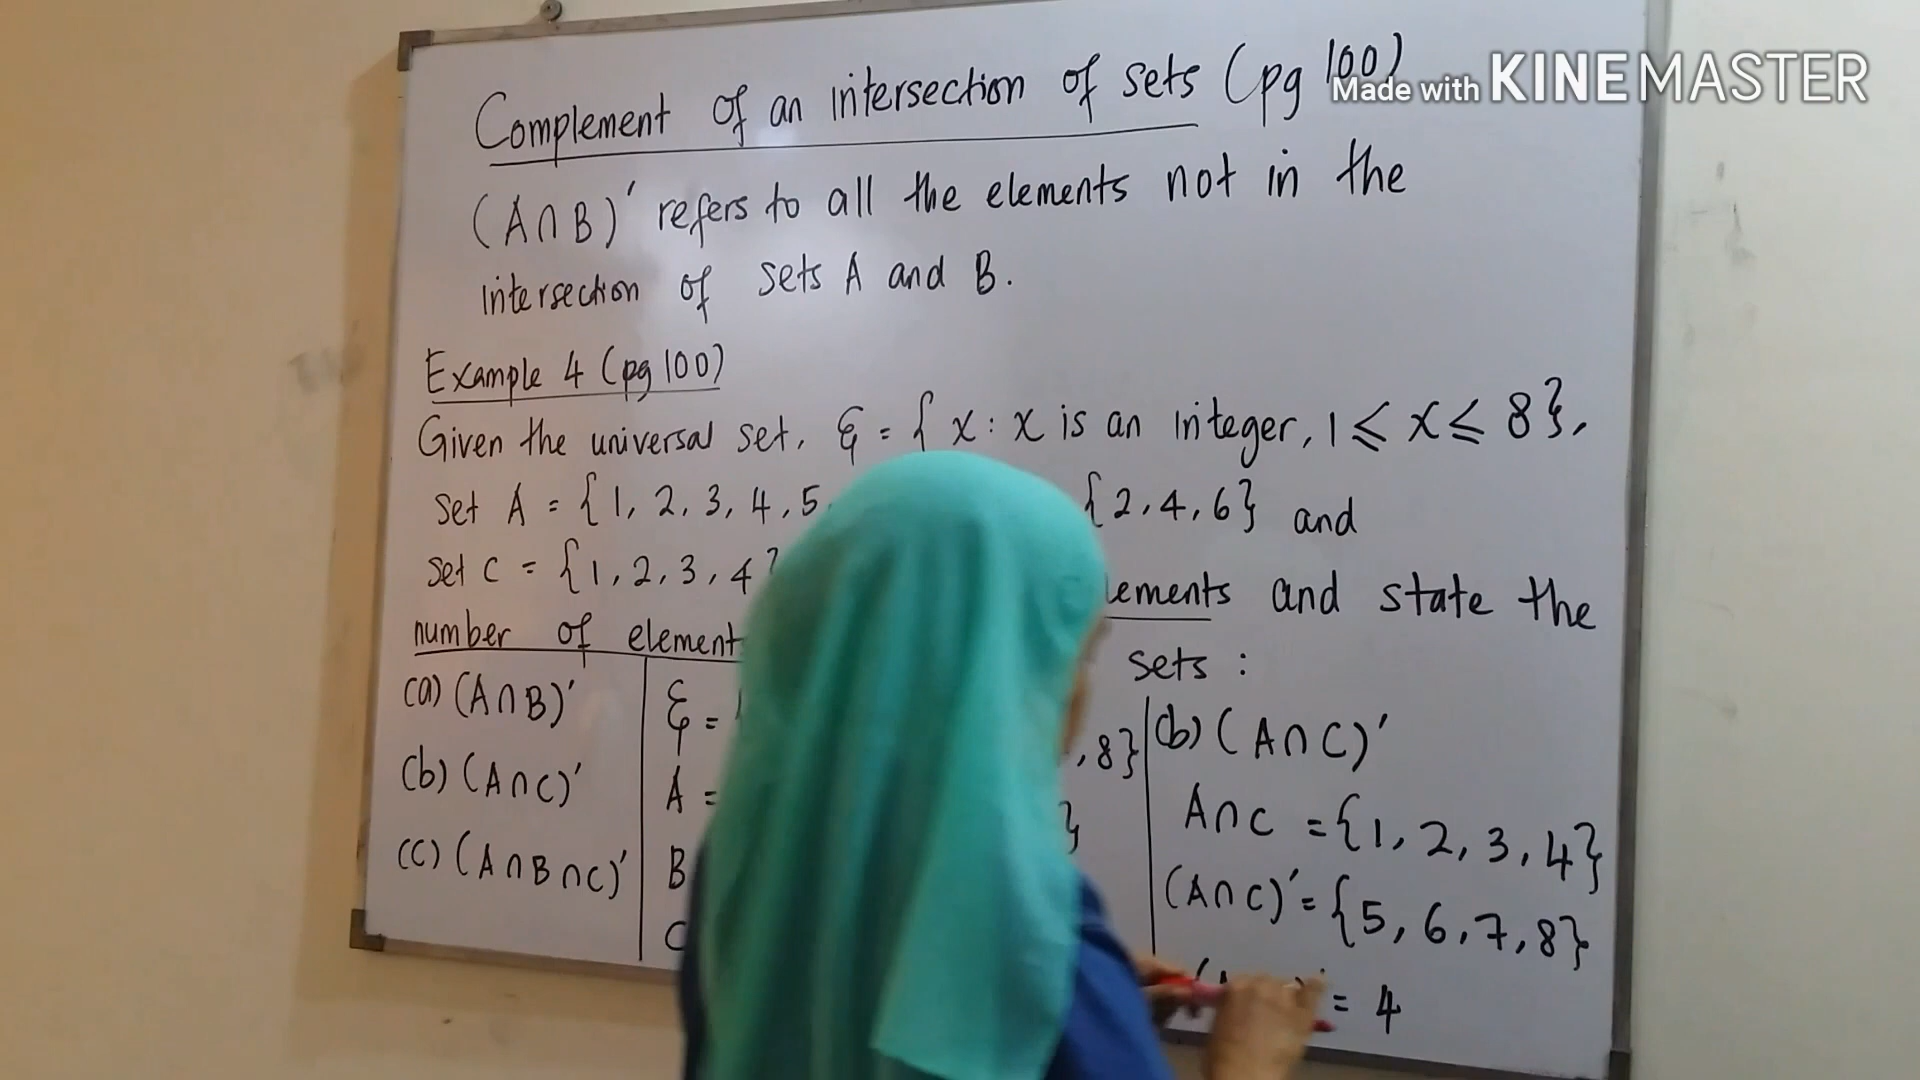 Complement of an intersection of sets (pg 100)
Made with KINEMASTER
(A∩B)' refers to all the elements not in the
intersection of sets A and B.
Example 4 (pg 100)
Given the universal set, ξ = { x : x is an integer, 1 ⩽ x ⩽ 8},
set A = {1, 2, 3, 4, 5, {2, 4, 6} and
set C = {1, 2, 3, 4} and state the
number of sets :
(a) (A∩B)'
(b) (A∩C)'
(c) (A∩B∩C)'
ξ =
A =
B
C
, 8}
}
(b) (A∩C)'
A∩C = {1, 2, 3, 4}
(A∩C)' = {5, 6, 7, 8}
= 4